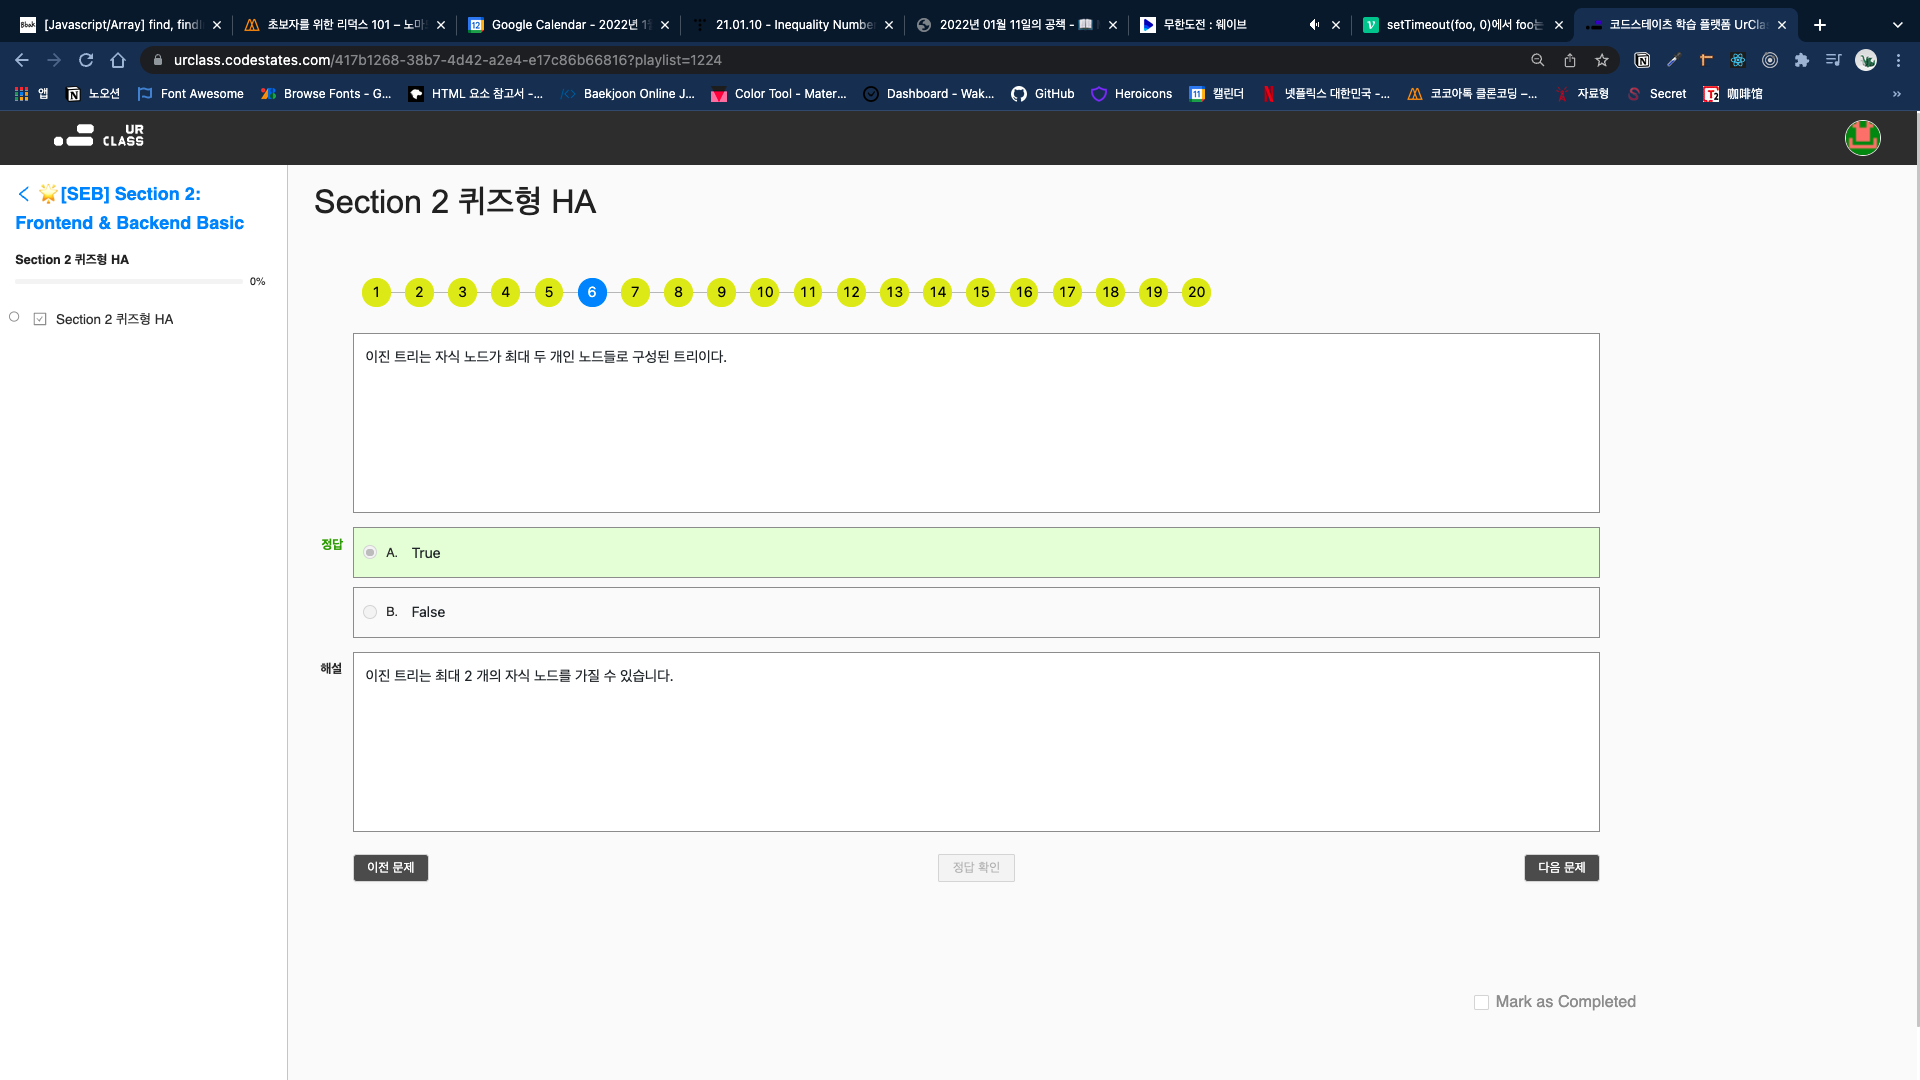 [Javascript/Array] find, find
초보자를 위한 리덕스 101 – 노마
Google Calendar - 2022년 1
21.01.10 - Inequality Numbe
2022년 01월 11일의 공책 - 📖
무한도전 : 웨이브
setTimeout(foo, 0)에서 foo는
코드스테이츠 학습 플랫폼 UrCla
urclass.codestates.com/417b1268-38b7-4d42-a2e4-e17c86b66816?playlist=1224
앱
노오션
Font Awesome
Browse Fonts - G...
HTML 요소 참고서 -...
Baekjoon Online J...
Color Tool - Mater...
Dashboard - Wak...
GitHub
Heroicons
캘린더
넷플릭스 대한민국 -...
코코아톡 클론코딩 –...
자료형
Secret
咖啡馆
UR
CLASS
🌟[SEB] Section 2:
Frontend & Backend Basic
Section 2 퀴즈형 HA
0%
Section 2 퀴즈형 HA
Section 2 퀴즈형 HA
1 2 3 4 5 6 7 8 9 10 11 12 13 14 15 16 17 18 19 20
이진 트리는 자식 노드가 최대 두 개인 노드들로 구성된 트리이다.
정답
A. True
B. False
해설
이진 트리는 최대 2 개의 자식 노드를 가질 수 있습니다.
이전 문제
정답 확인
다음 문제
Mark as Completed